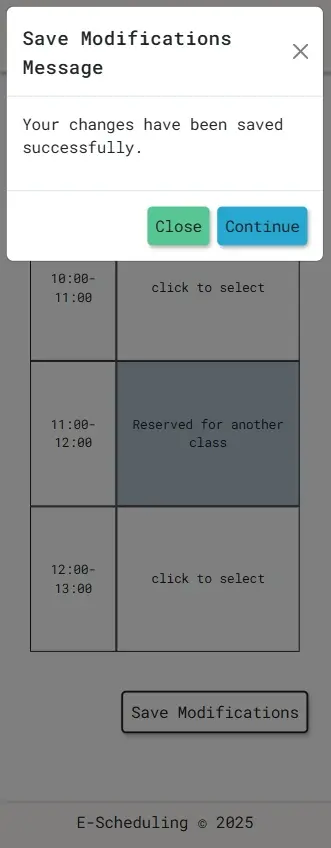 Save Modifications
Message
Your changes have been saved
successfully.
Close Continue
10:00-
11:00
click to select
11:00-
12:00
Reserved for another
class
12:00-
13:00
click to select
Save Modifications
E-Scheduling © 2025